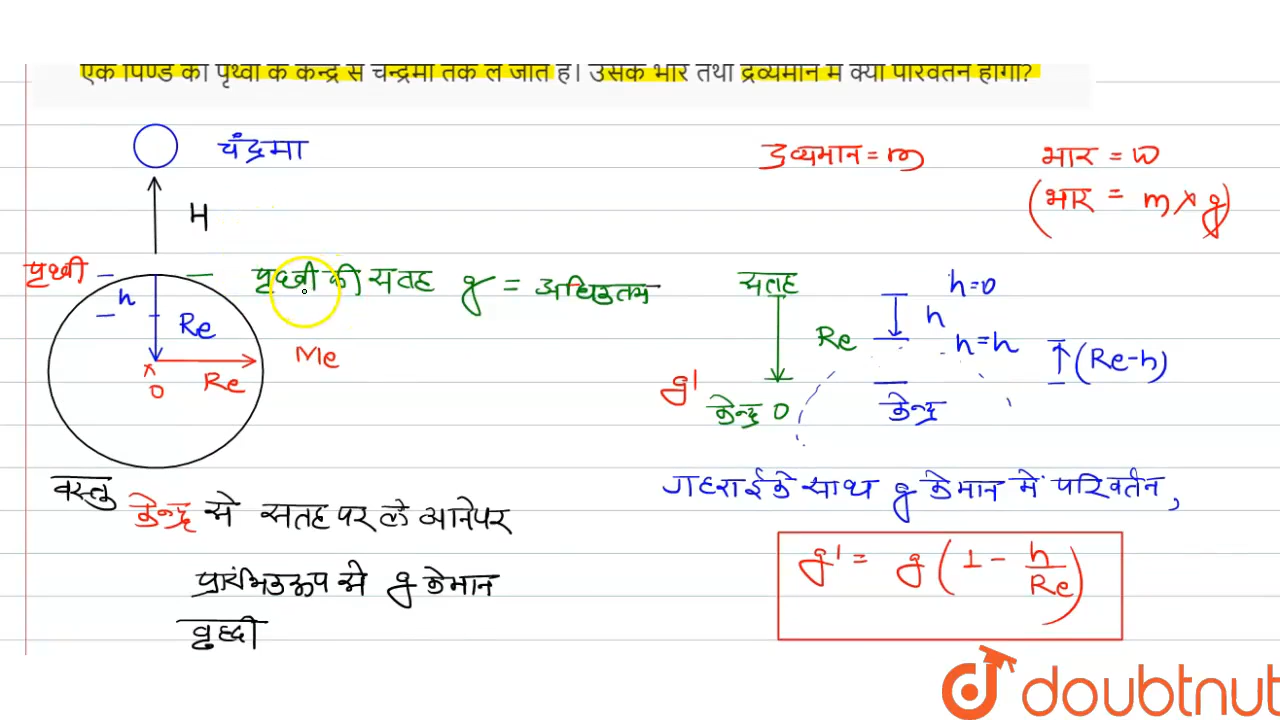 एक पिण्ड को पृथ्वी के केन्द्र से चन्द्रमा तक ले जाते है। उसके भार तथा द्रव्यमान में क्या परिवर्तन होगा?
चंद्रमा
द्रव्यमान = m
भार = w
(भार = m × g)
H
पृथ्वी
h
Re
Re
O
Me
पृथ्वी की सतह g = अधिकतम
सतह
Re
g'
केन्द्र O
h=0
h
h=h
(Re-h)
केन्द्र
वस्तु केन्द्र से सतह पर ले आने पर
प्रारंभिक रूप से g के मान
वृद्धी
गहराई के साथ g के मान में परिवर्तन,
g' = g(1 - h/Re)
doubtnut